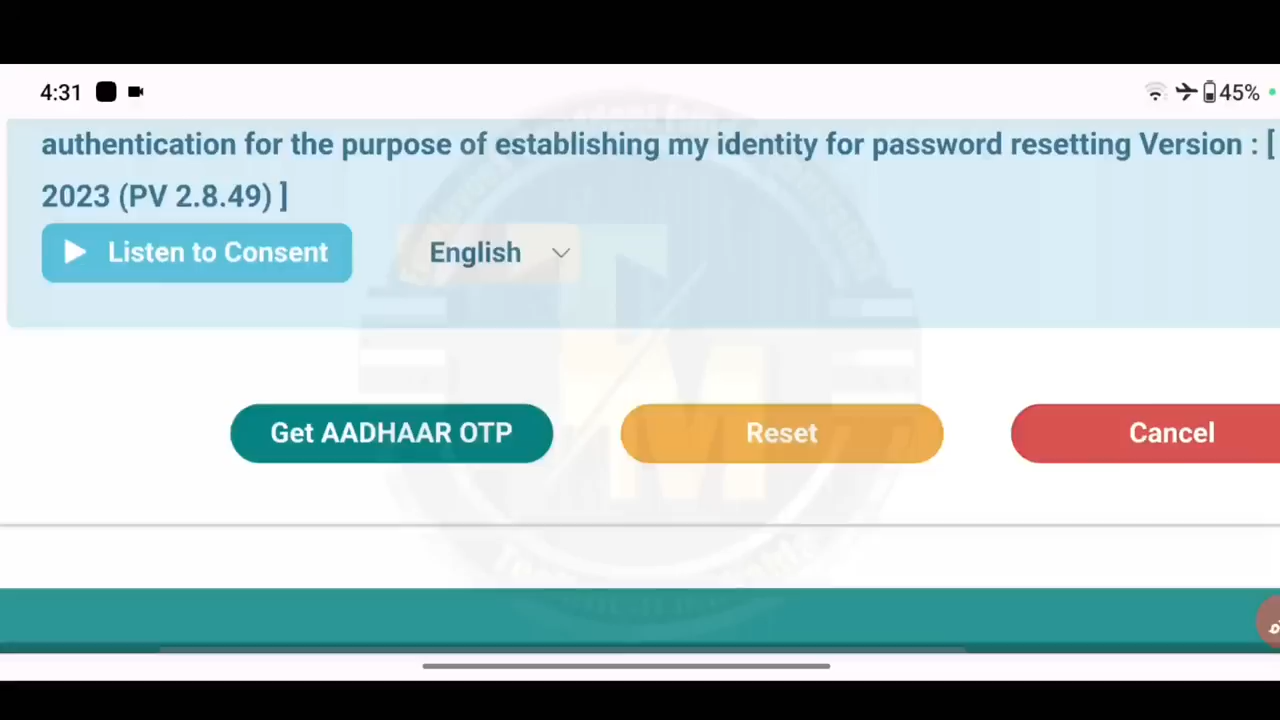 4:31
45%
authentication for the purpose of establishing my identity for password resetting Version : [
2023 (PV 2.8.49) ]
Listen to Consent
English
Get AADHAAR OTP
Reset
Cancel